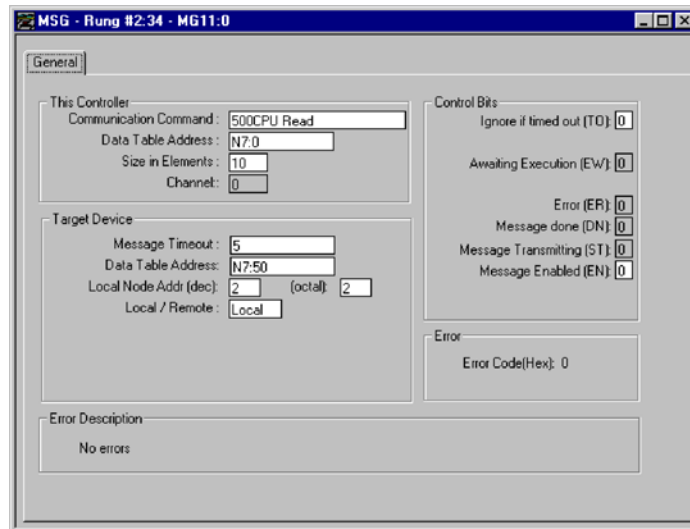 MSG - Rung #2:34 - MG11:0
General
This Controller
Communication Command : 500CPU Read
Data Table Address : N7:0
Size in Elements : 10
Channel: 0
Target Device
Message Timeout : 5
Data Table Address: N7:50
Local Node Addr (dec): 2 (octal): 2
Local / Remote : Local
Control Bits
Ignore if timed out (TO): 0
Awaiting Execution (EW): 0
Error (ER): 0
Message done (DN): 0
Message Transmitting (ST): 0
Message Enabled (EN): 0
Error
Error Code(Hex): 0
Error Description
No errors